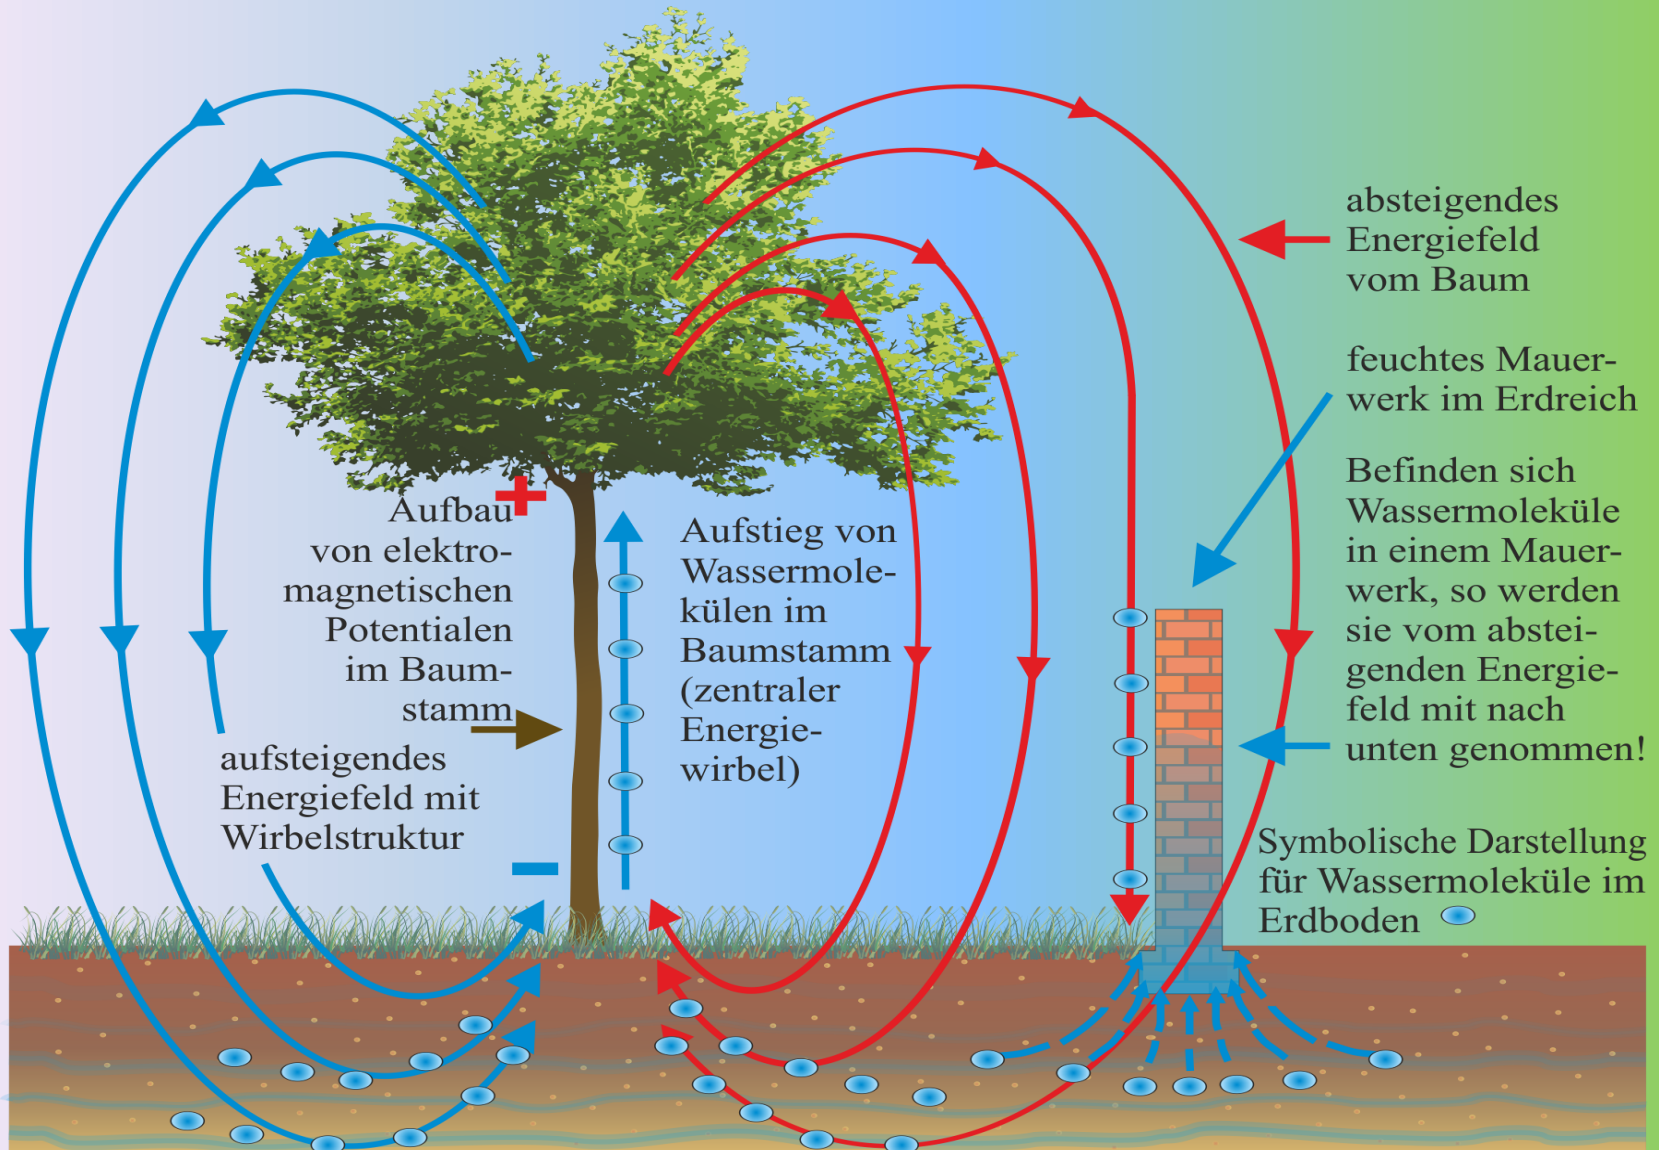 Aufbau
von elektro-
magnetischen
Potentialen
im Baum-
stamm
aufsteigendes
Energiefeld mit
Wirbelstruktur
Aufstieg von
Wassermole-
külen im
Baumstamm
(zentraler
Energie-
wirbel)
absteigendes
Energiefeld
vom Baum
feuchtes Mauer-
werk im Erdreich
Befinden sich
Wassermoleküle
in einem Mauer-
werk, so werden
sie vom abstei-
genden Energie-
feld mit nach
unten genommen!
Symbolische Darstellung
für Wassermoleküle im
Erdboden